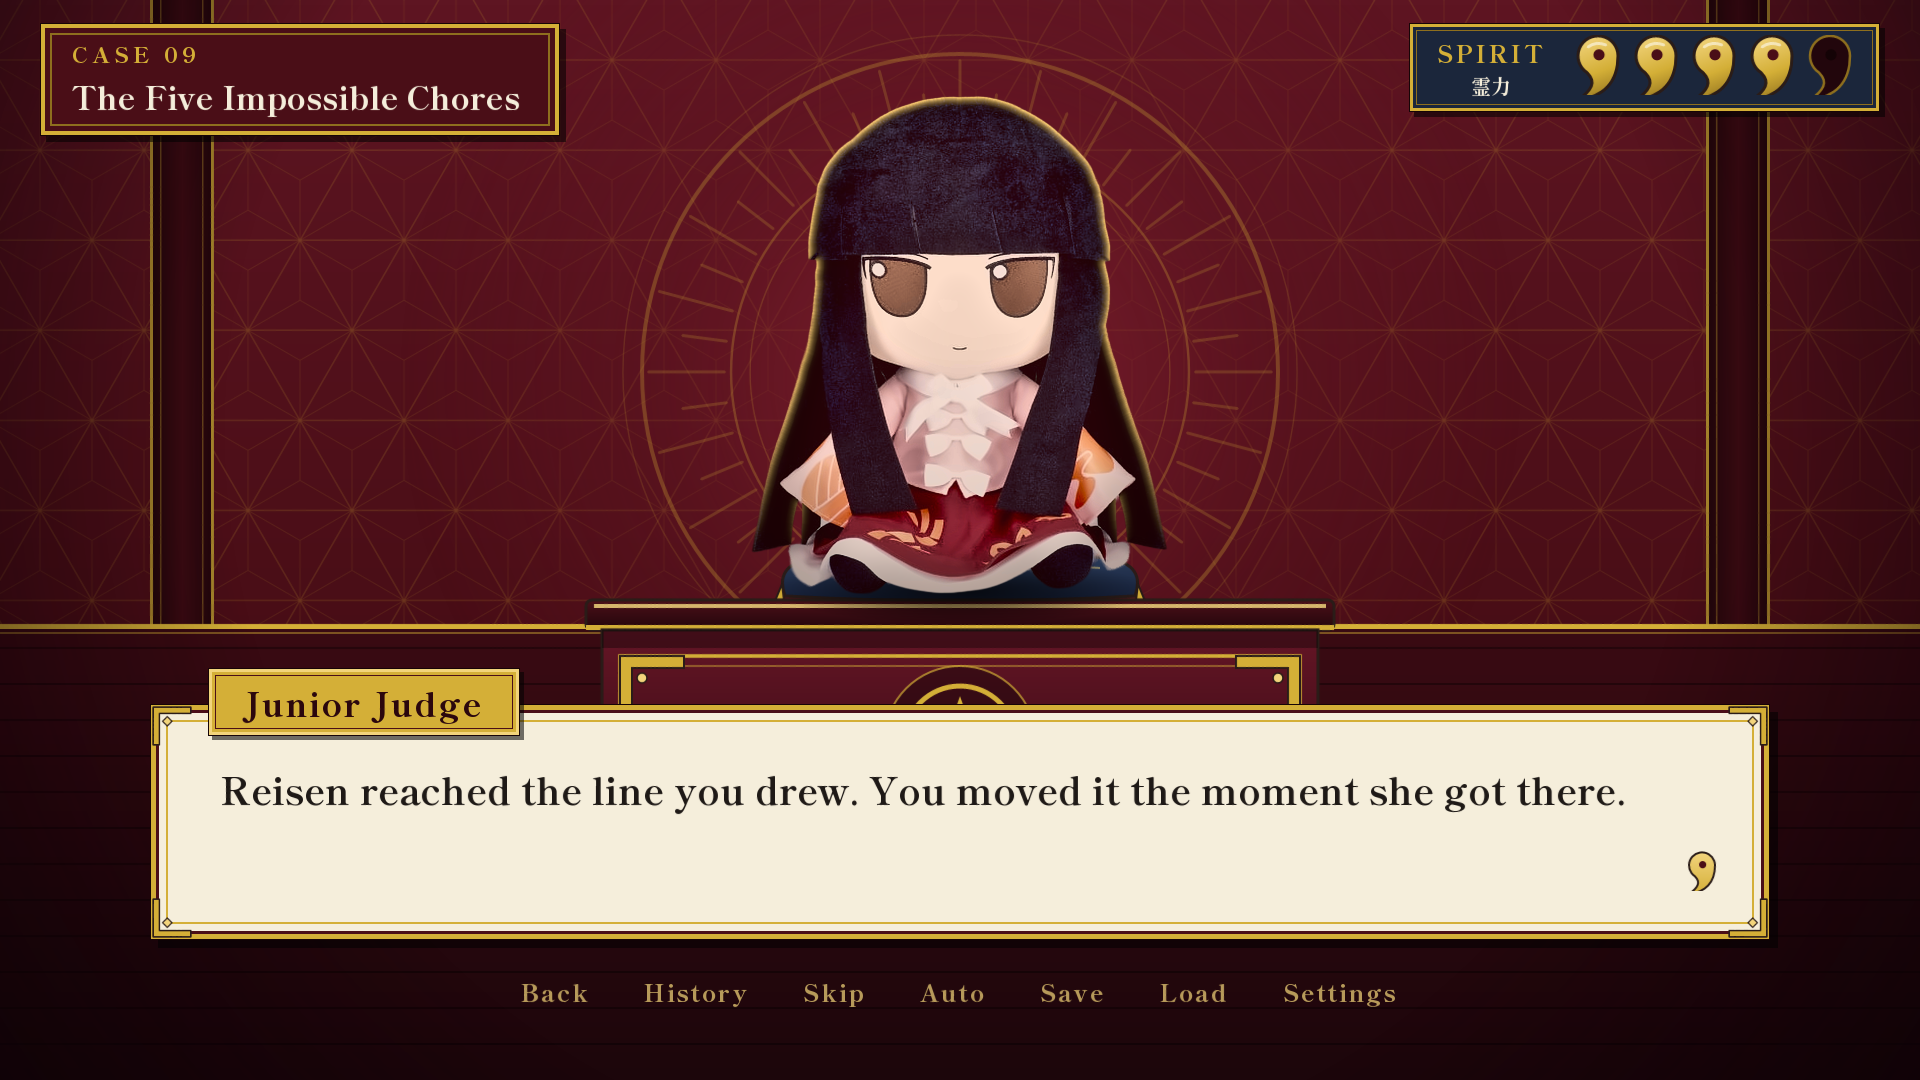 CASE 09
The Five Impossible Chores
SPIRIT
霊力
Junior Judge
Reisen reached the line you drew. You moved it the moment she got there.
Back History Skip Auto Save Load Settings